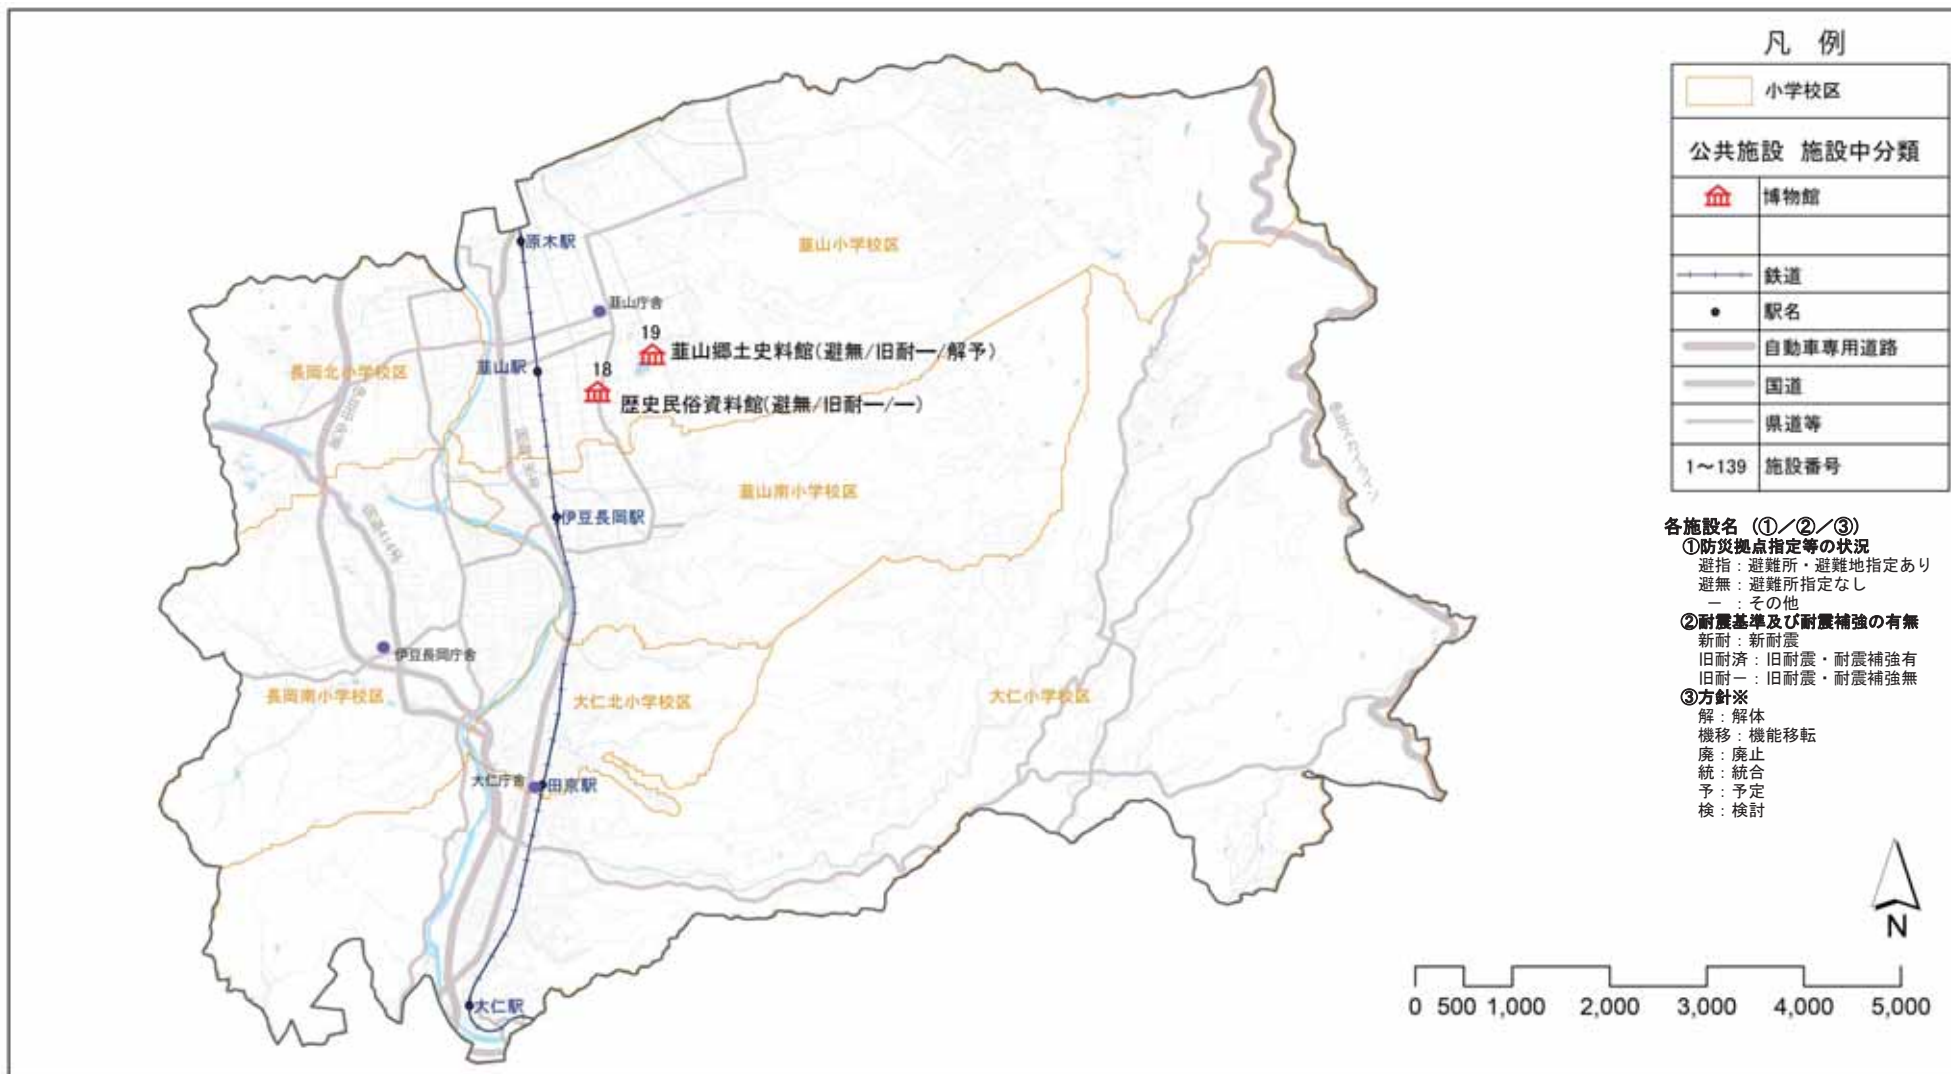 凡 例
小学校区
公共施設 施設中分類
博物館
鉄道
駅名
自動車専用道路
国道
県道等
1～139 施設番号
各施設名（①／②／③）
①防災拠点指定等の状況
避指：避難所・避難地指定あり
避無：避難所指定なし
－：その他
②耐震基準及び耐震補強の有無
新耐：新耐震
旧耐済：旧耐震・耐震補強有
旧耐－：旧耐震・耐震補強無
③方針※
解：解体
機移：機能移転
廃：廃止
統：統合
予：予定
検：検討
原木駅
韮山小学校区
韮山庁舎
19
韮山郷土史料館(避無/旧耐―/解予)
韮山駅
長岡北小学校区
18
歴史民俗資料館(避無/旧耐―/―)
韮山南小学校区
伊豆長岡駅
国道414号
伊豆長岡庁舎
長岡南小学校区
大仁北小学校区
大仁小学校区
大仁庁舎
田京駅
大仁駅
N
0 500 1,000 2,000 3,000 4,000 5,000